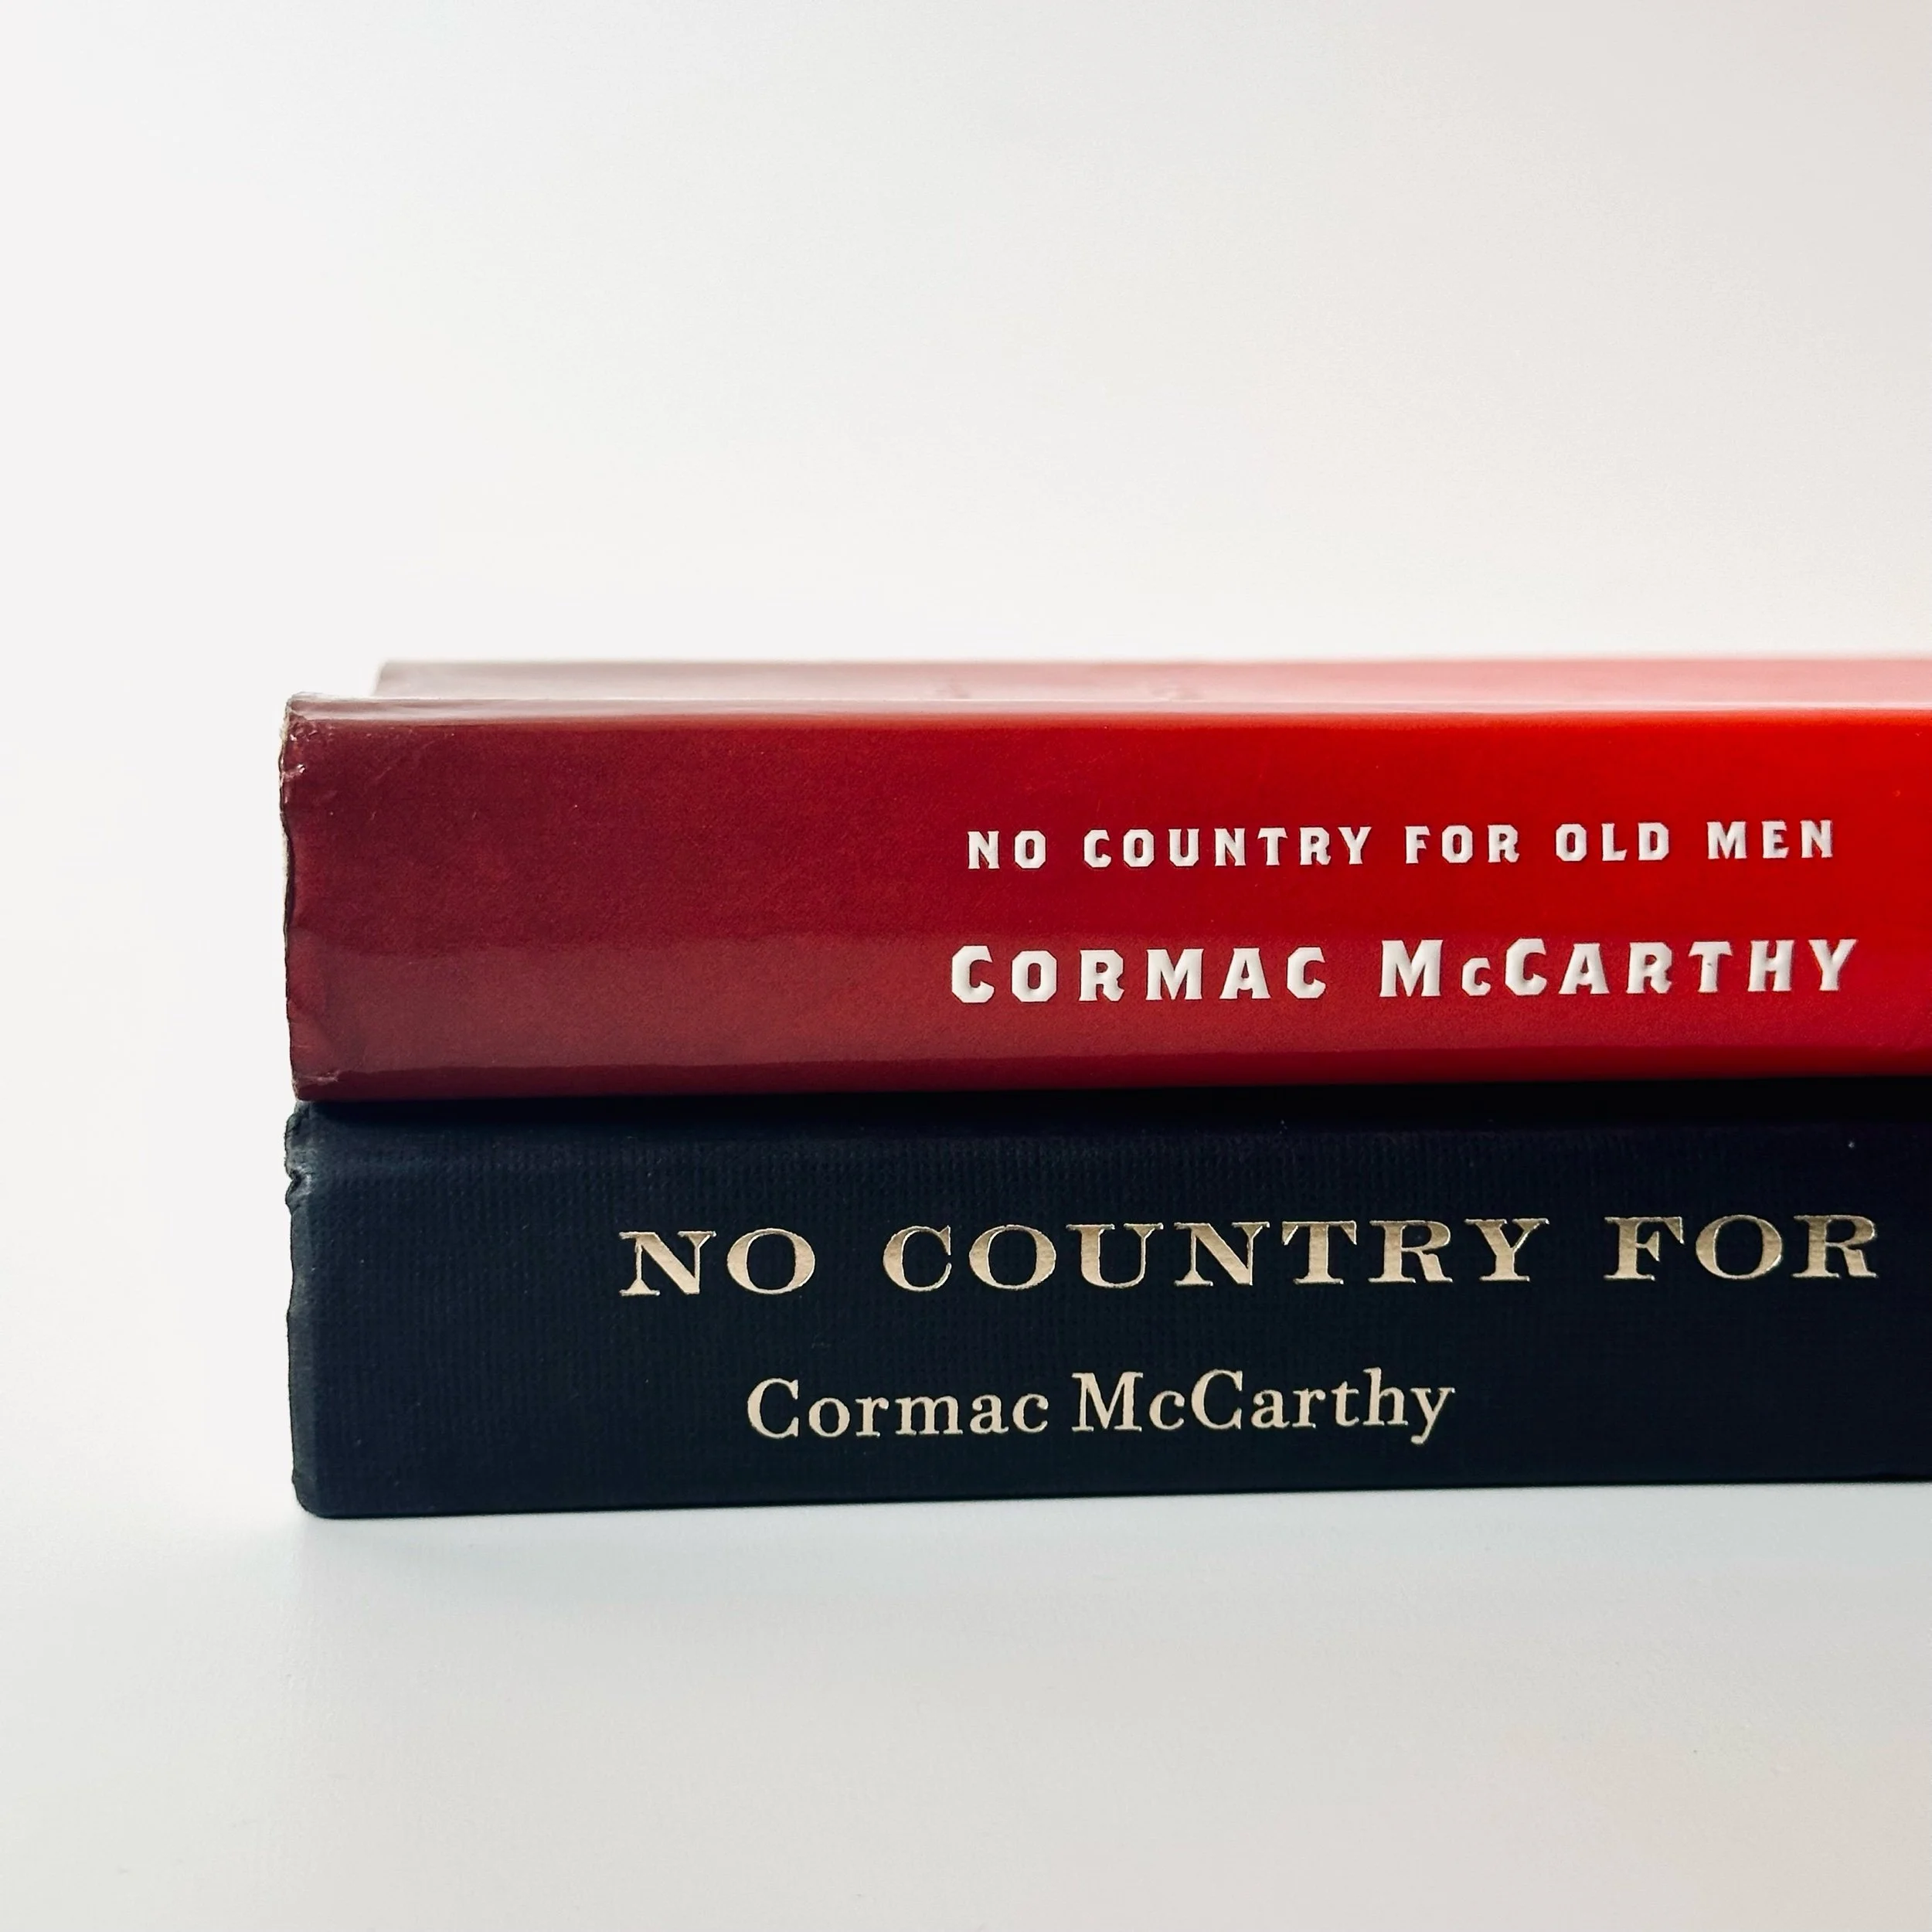 NO COUNTRY FOR OLD MEN
CORMAC McCARTHY
NO COUNTRY FOR
Cormac McCarthy